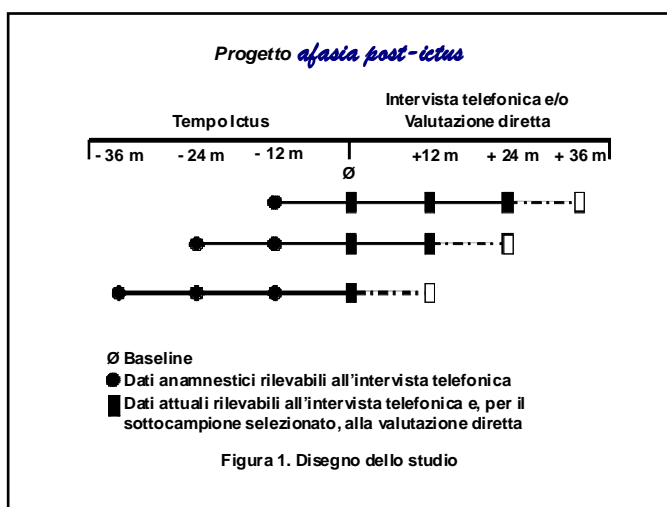 Progetto afasia post-ictus
Intervista telefonica e/o
Tempo Ictus Valutazione diretta
- 36 m - 24 m - 12 m +12 m + 24 m + 36 m
Ø
Ø Baseline
Dati anamnestici rilevabili all'intervista telefonica
Dati attuali rilevabili all'intervista telefonica e, per il
sottocampione selezionato, alla valutazione diretta
Figura 1. Disegno dello studio